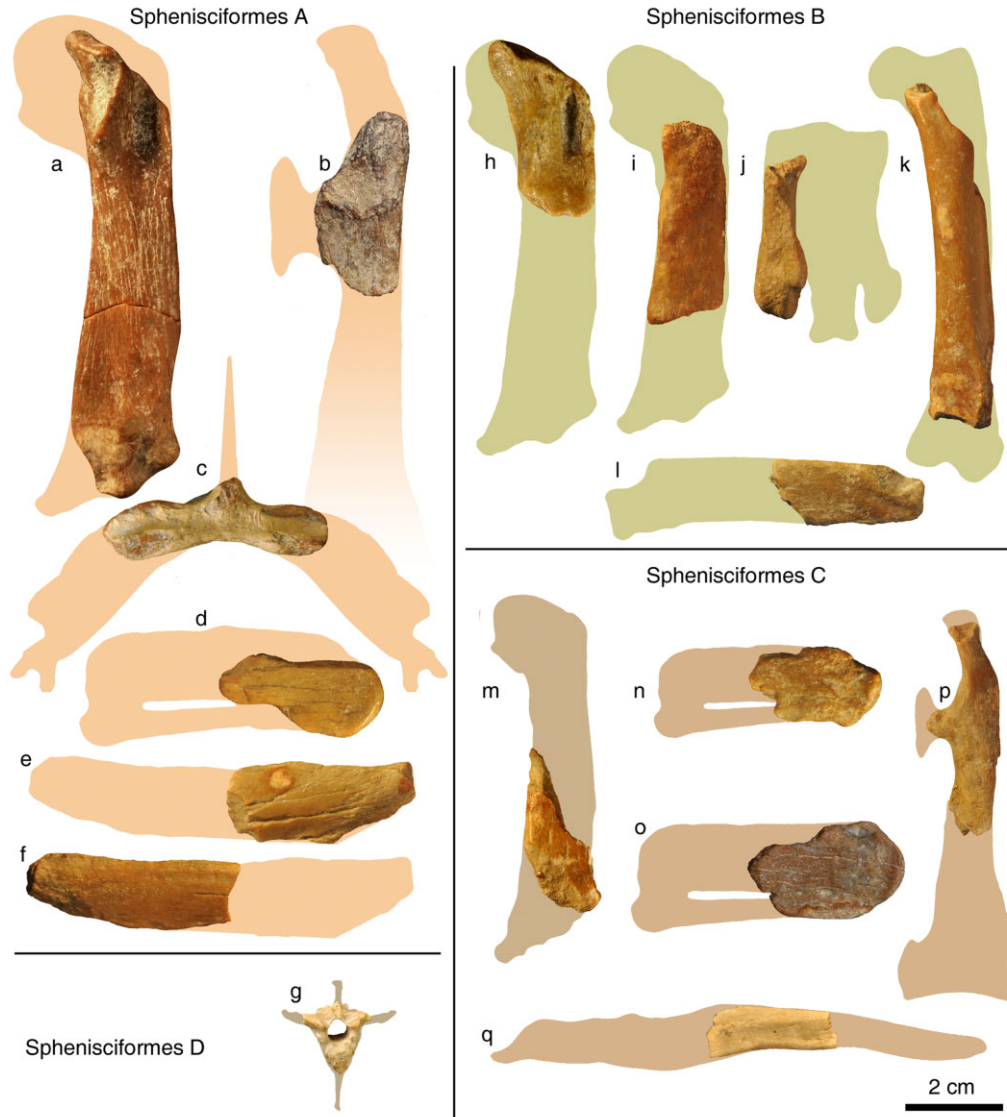 Sphenisciformes A
a
b
c
d
e
f
g
Sphenisciformes D
Sphenisciformes B
h
i
j
k
l
Sphenisciformes C
m
n
o
p
q
2 cm